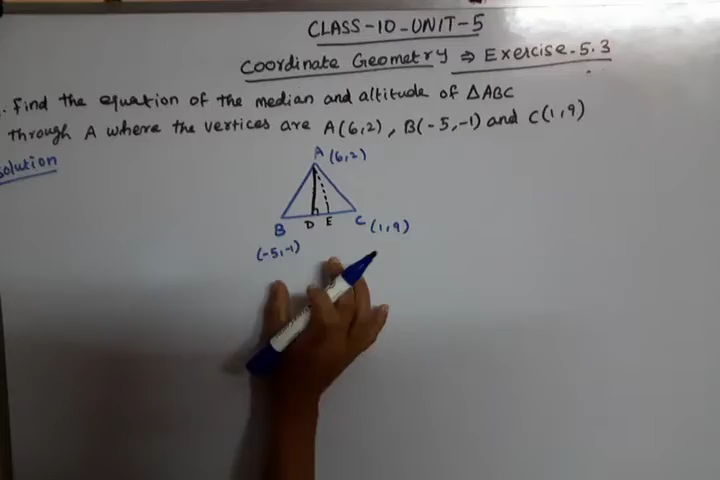 CLASS-10-UNIT-5
Coordinate Geometry ⇒ Exercise-5.3
. Find the equation of the median and altitude of ΔABC
through A where the vertices are A(6,2), B(-5,-1) and C(1,9)
solution
A (6,2)
B D E C (1,9)
(-5,-1)